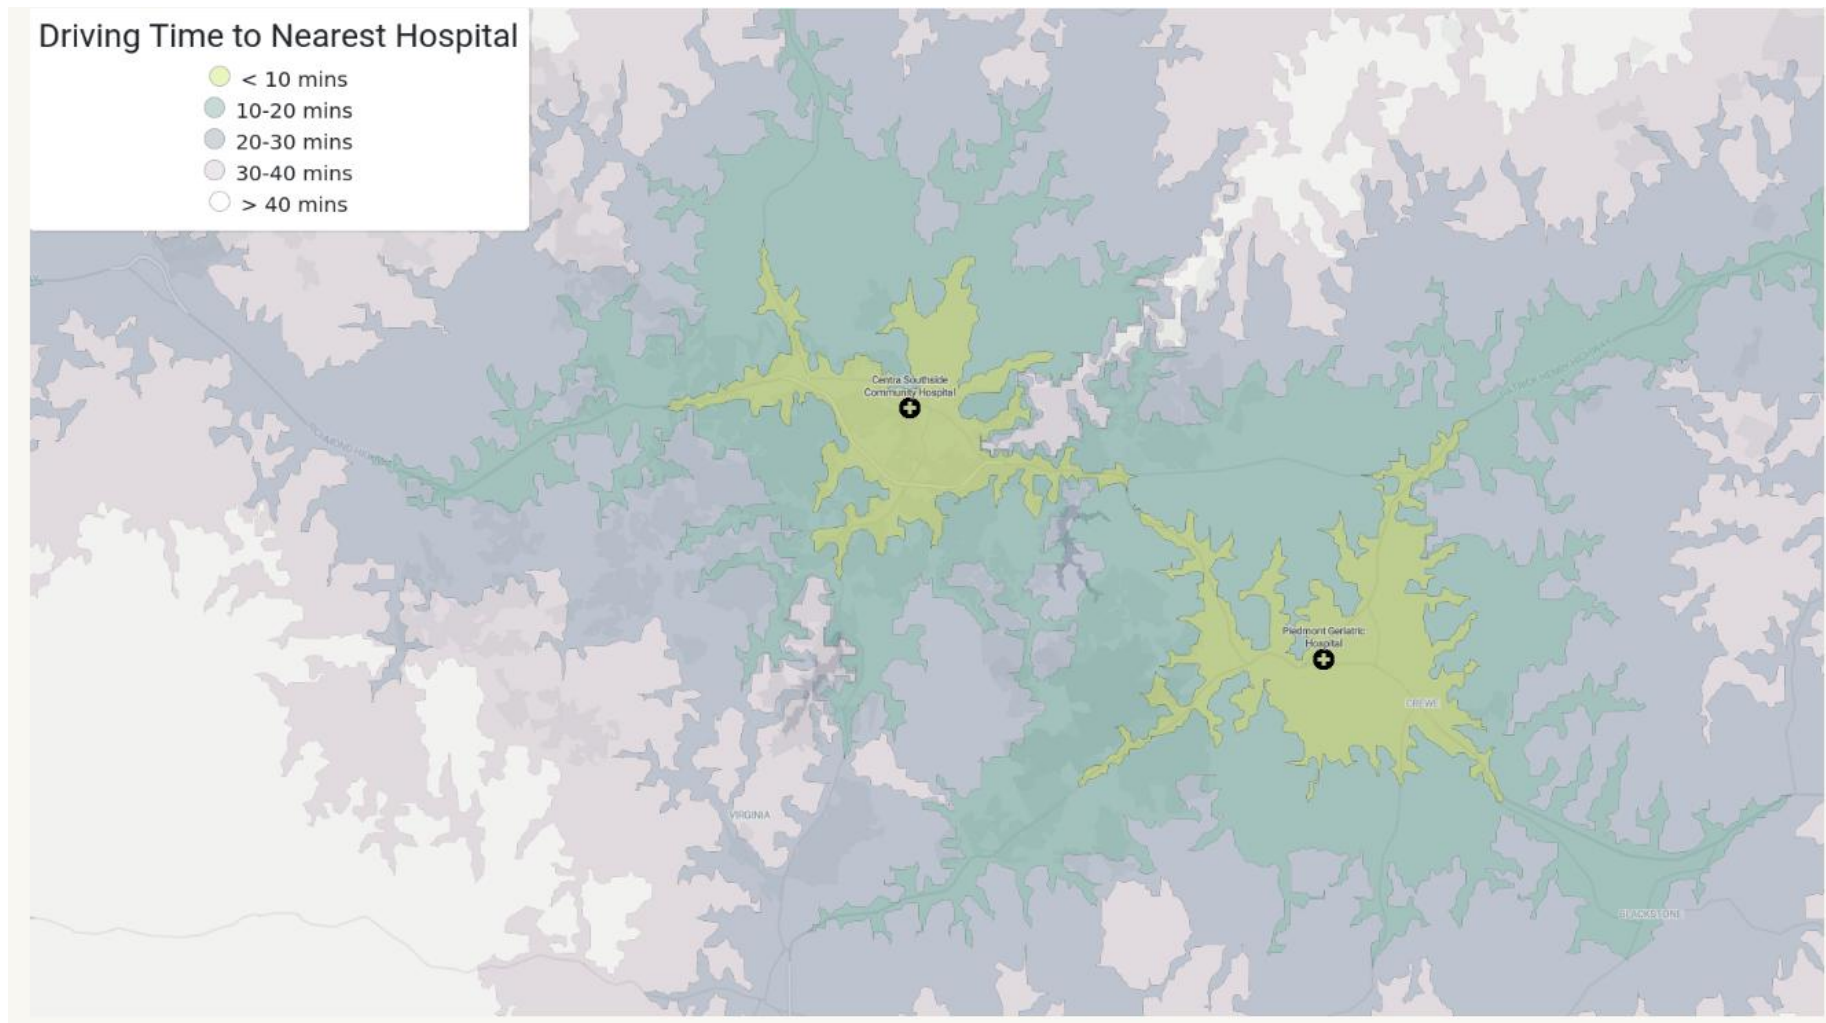 Driving Time to Nearest Hospital
< 10 mins
10-20 mins
20-30 mins
30-40 mins
> 40 mins
Centra Southside
Community Hospital
Piedmont Geriatric
Hospital
CREWE
VIRGINIA
BLACKSTONE